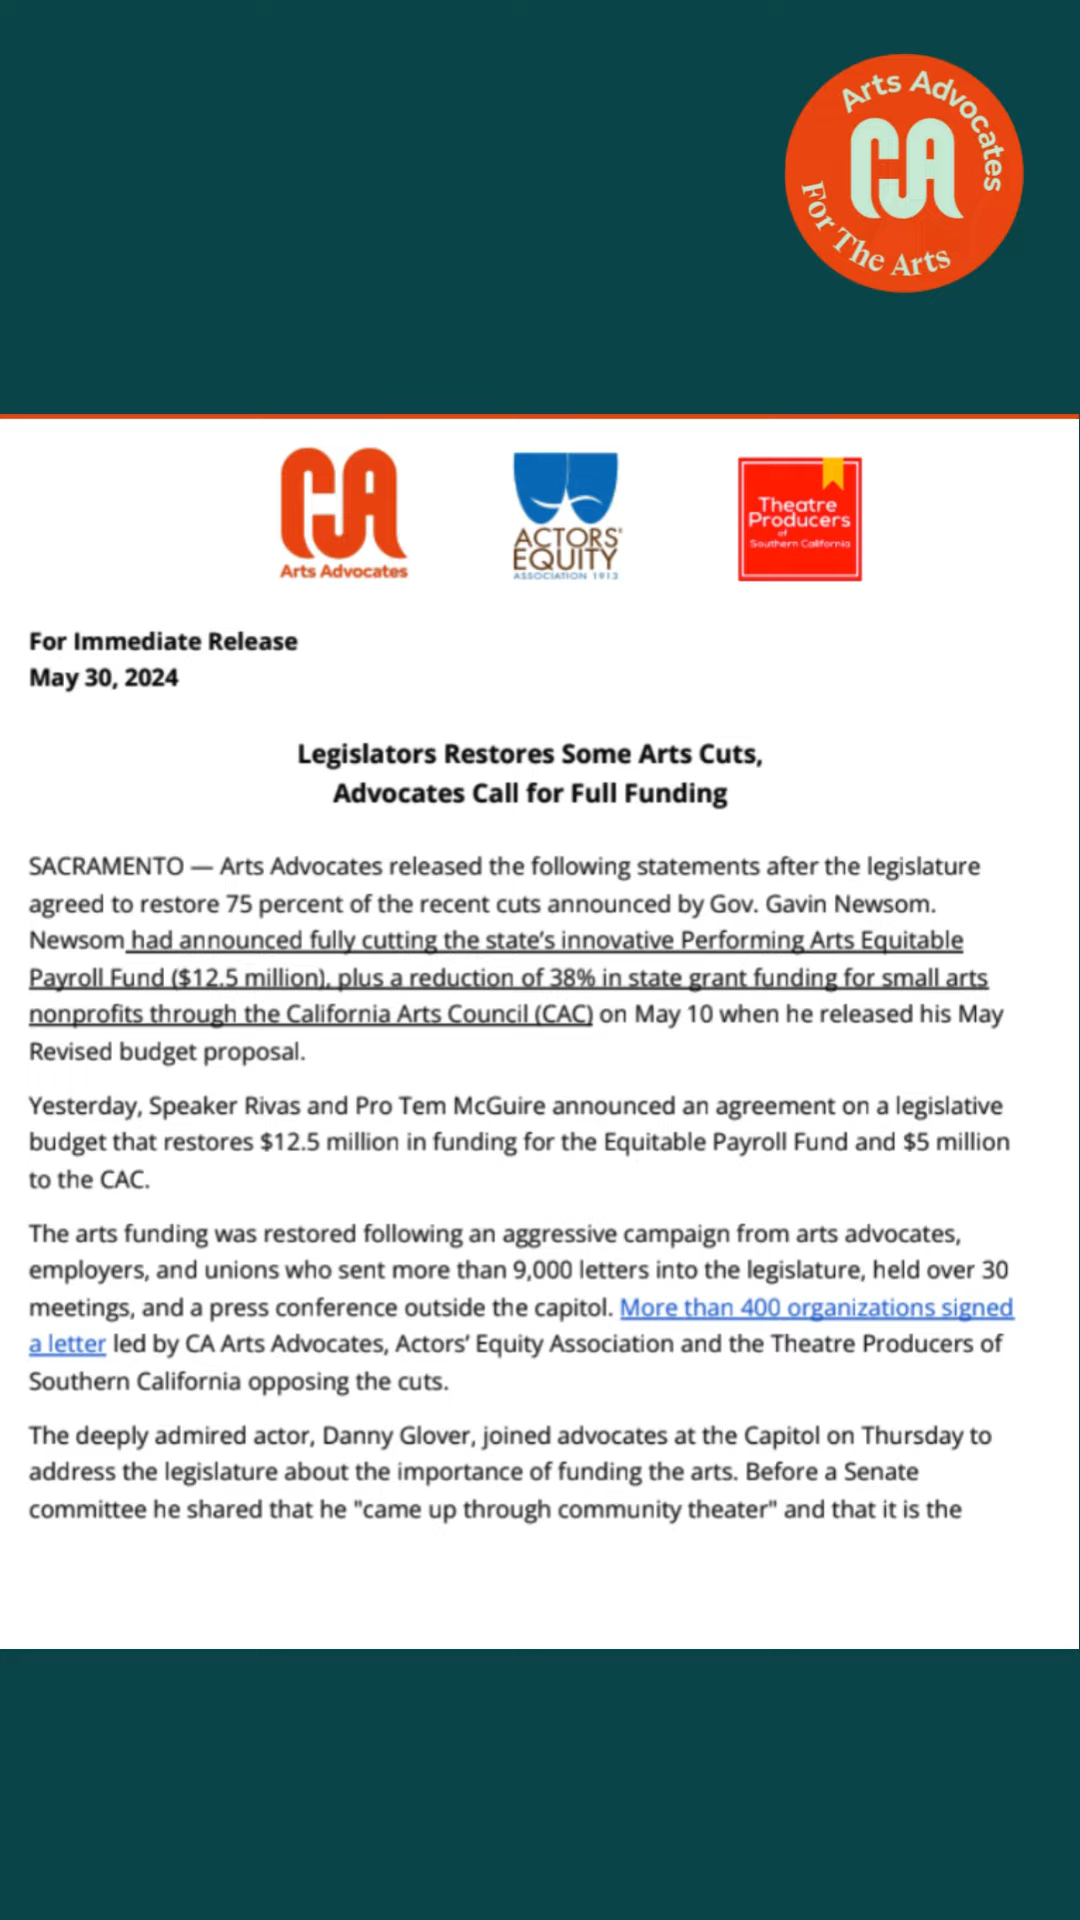 Arts Advocates
CA
For The Arts
CA
Arts Advocates
ACTORS'
EQUITY
ASSOCIATION 1913
Theatre
Producers
of
Southern California
For Immediate Release
May 30, 2024
Legislators Restores Some Arts Cuts,
Advocates Call for Full Funding
SACRAMENTO — Arts Advocates released the following statements after the legislature
agreed to restore 75 percent of the recent cuts announced by Gov. Gavin Newsom.
Newsom had announced fully cutting the state's innovative Performing Arts Equitable
Payroll Fund ($12.5 million), plus a reduction of 38% in state grant funding for small arts
nonprofits through the California Arts Council (CAC) on May 10 when he released his May
Revised budget proposal.
Yesterday, Speaker Rivas and Pro Tem McGuire announced an agreement on a legislative
budget that restores $12.5 million in funding for the Equitable Payroll Fund and $5 million
to the CAC.
The arts funding was restored following an aggressive campaign from arts advocates,
employers, and unions who sent more than 9,000 letters into the legislature, held over 30
meetings, and a press conference outside the capitol. More than 400 organizations signed
a letter led by CA Arts Advocates, Actors' Equity Association and the Theatre Producers of
Southern California opposing the cuts.
The deeply admired actor, Danny Glover, joined advocates at the Capitol on Thursday to
address the legislature about the importance of funding the arts. Before a Senate
committee he shared that he "came up through community theater" and that it is the